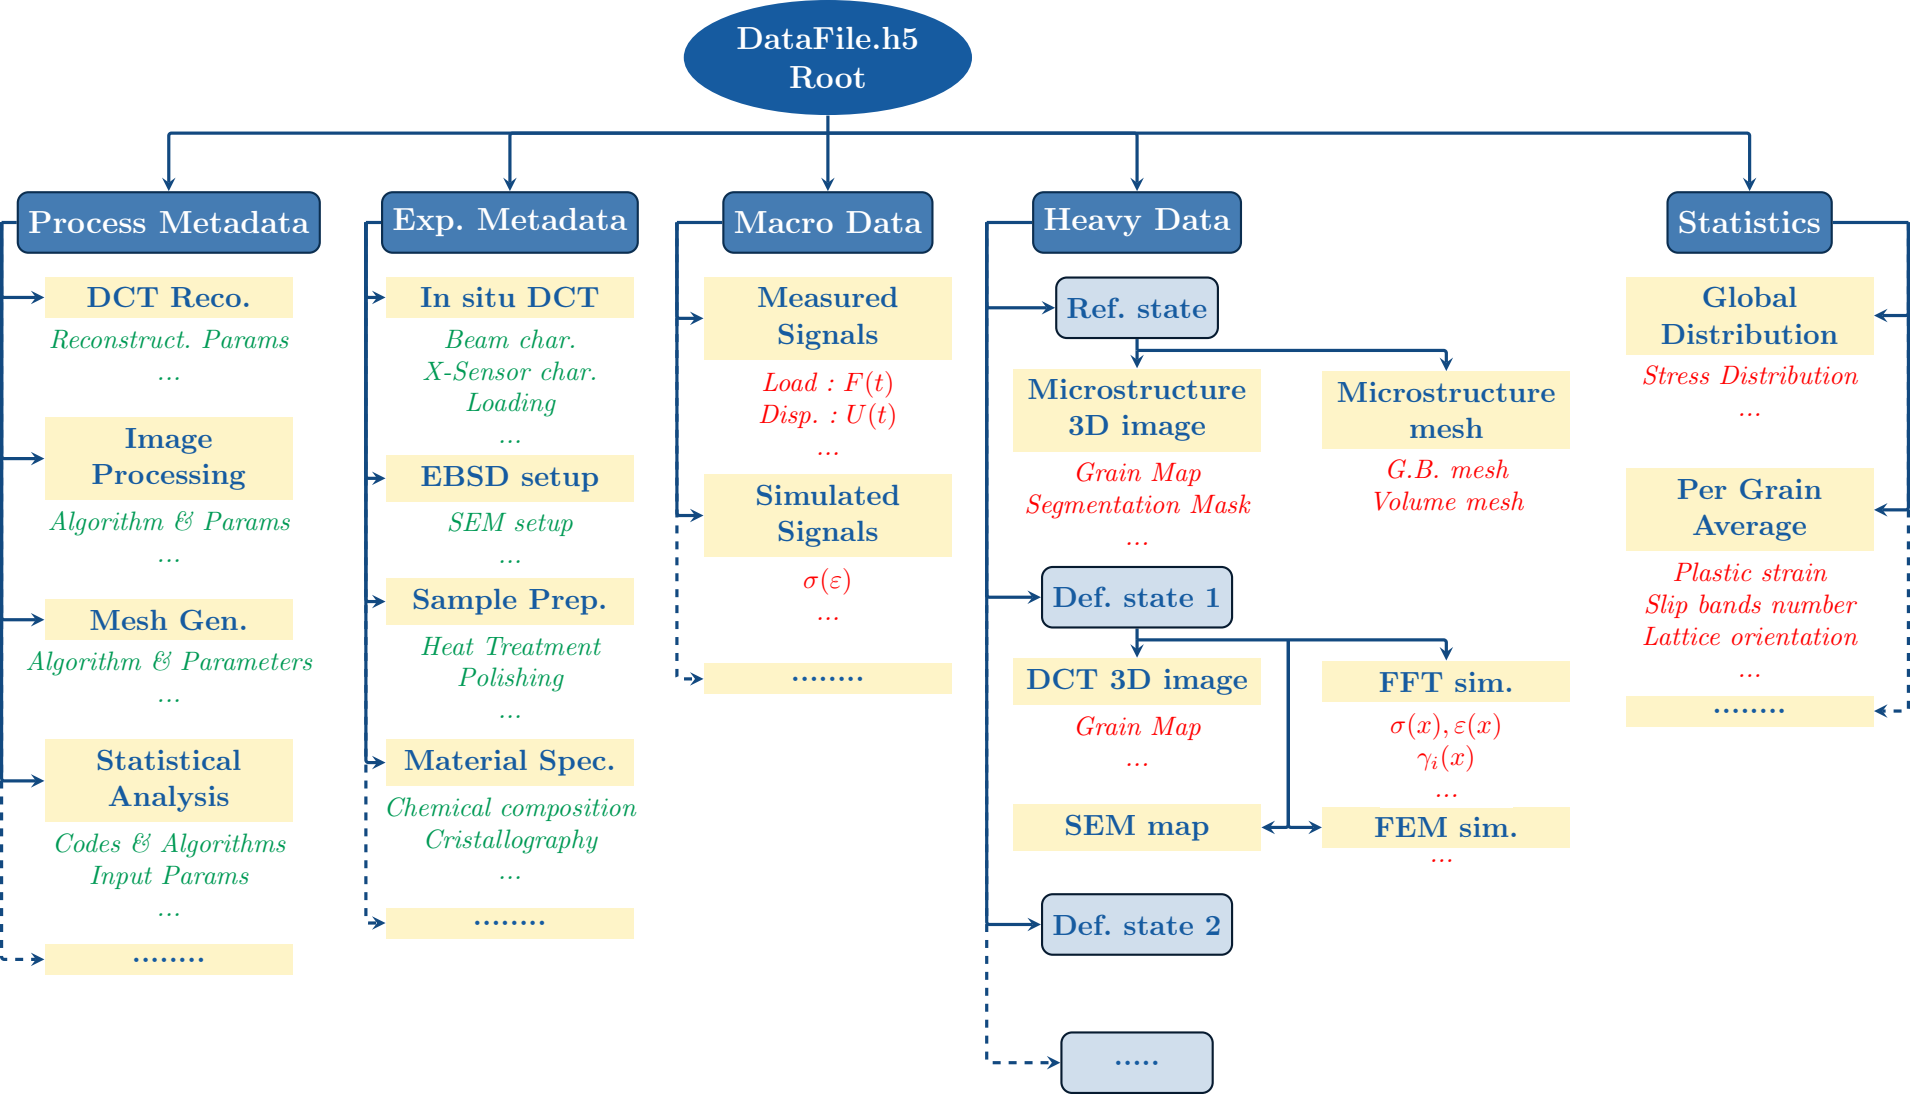 DataFile.h5
Root
Process Metadata
DCT Reco.
Reconstruct. Params
...
Image
Processing
Algorithm & Params
...
Mesh Gen.
Algorithm & Parameters
...
Statistical
Analysis
Codes & Algorithms
Input Params
...
........
Exp. Metadata
In situ DCT
Beam char.
X-Sensor char.
Loading
...
EBSD setup
SEM setup
...
Sample Prep.
Heat Treatment
Polishing
...
Material Spec.
Chemical composition
Cristallography
...
........
Macro Data
Measured
Signals
Load : F(t)
Disp. : U(t)
...
Simulated
Signals
σ(ε)
...
........
Heavy Data
Ref. state
Microstructure
3D image
Grain Map
Segmentation Mask
...
Microstructure
mesh
G.B. mesh
Volume mesh
Def. state 1
DCT 3D image
Grain Map
...
FFT sim.
σ(x), ε(x)
γᵢ(x)
...
SEM map
FEM sim.
...
Def. state 2
.....
Statistics
Global
Distribution
Stress Distribution
...
Per Grain
Average
Plastic strain
Slip bands number
Lattice orientation
...
........